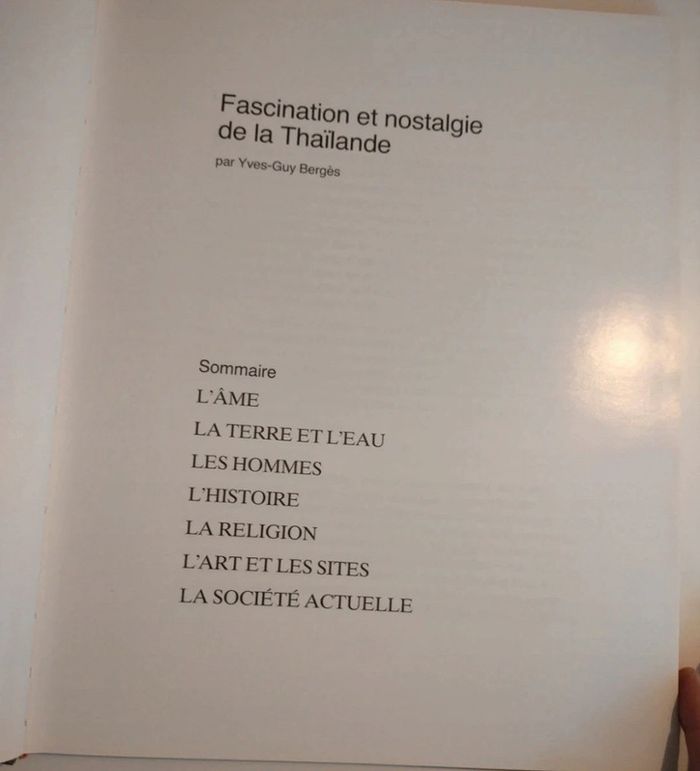 Fascination et nostalgie
de la Thaïlande
par Yves-Guy Bergès
Sommaire
L'ÂME
LA TERRE ET L'EAU
LES HOMMES
L'HISTOIRE
LA RELIGION
L'ART ET LES SITES
LA SOCIÉTÉ ACTUELLE